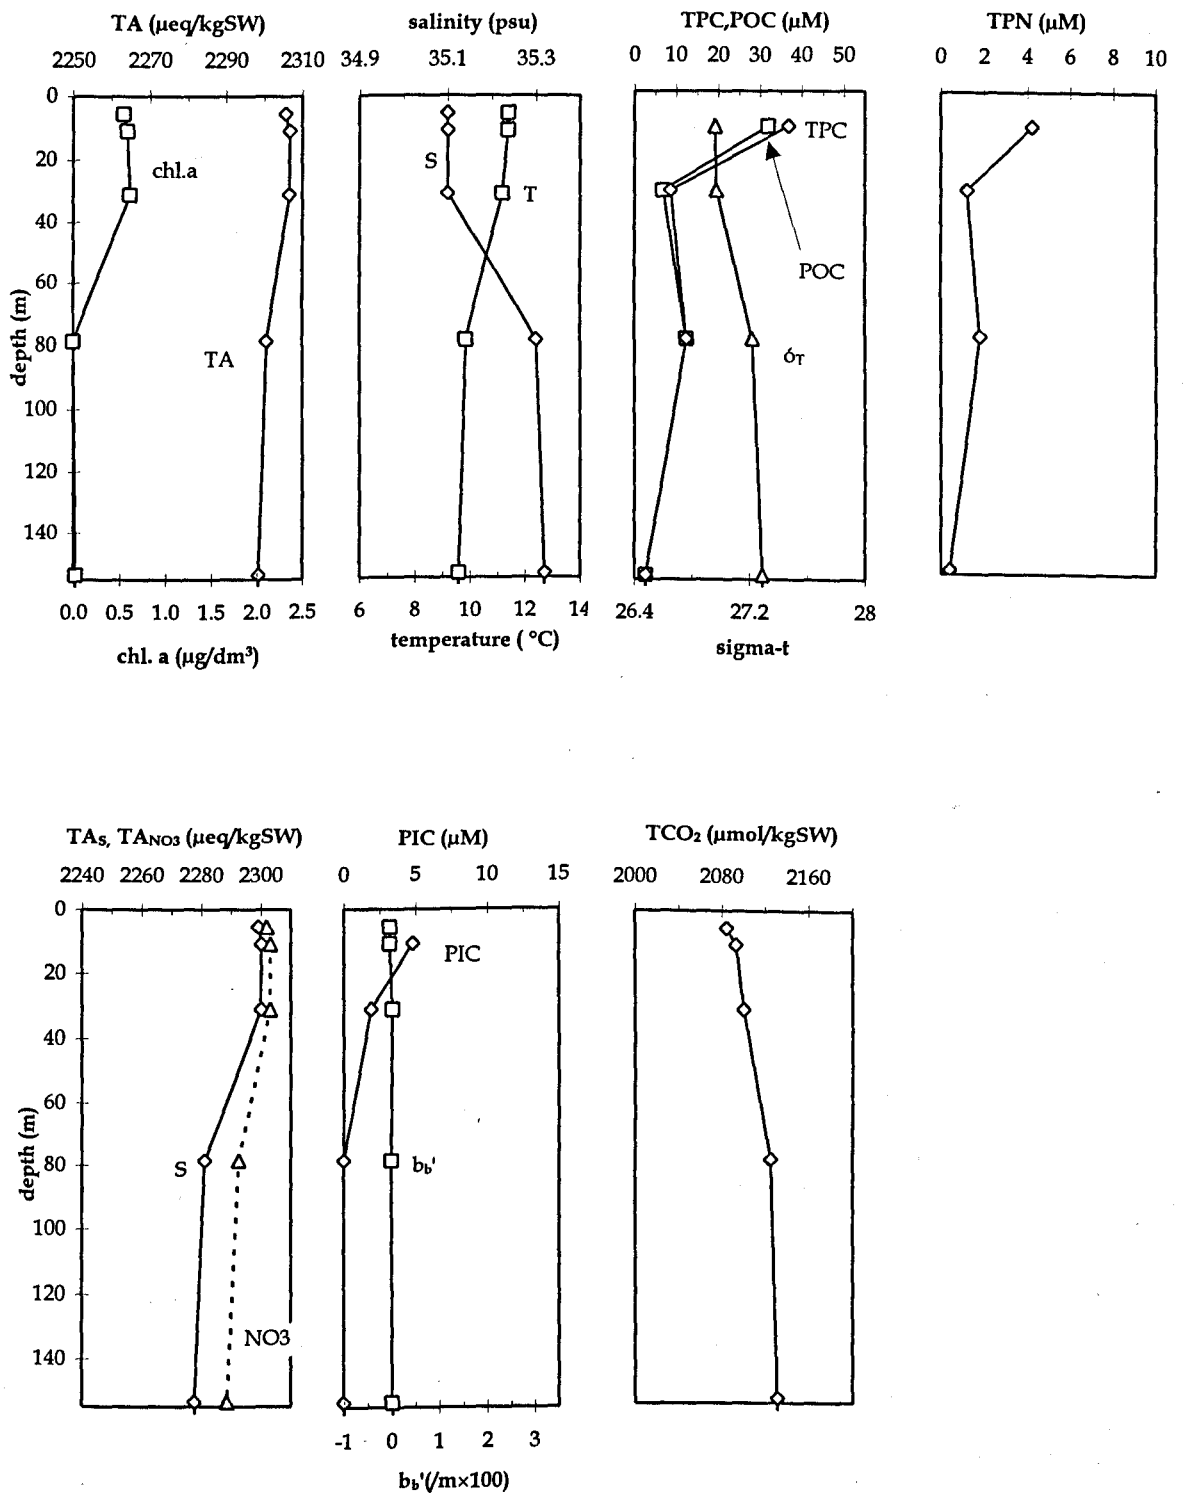 TA (µeq/kgSW) salinity (psu) TPC,POC (µM) TPN (µM)
2250 2270 2290 2310 34.9 35.1 35.3 0 10 20 30 40 50 0 2 4 6 8 10
0
20
40
60
80
100
120
140
depth (m)
chl.a
TA
S
T
TPC
POC
σT
0.0 0.5 1.0 1.5 2.0 2.5 6 8 10 12 14 26.4 27.2 28
chl. a (µg/dm³) temperature ( °C) sigma-t
TAS, TANO3 (µeq/kgSW) PIC (µM) TCO2 (µmol/kgSW)
2240 2260 2280 2300 0 5 10 15 2000 2080 2160
0
20
40
60
80
100
120
140
depth (m)
S
NO3
PIC
bb'
-1 0 1 2 3
bb'(/m×100)